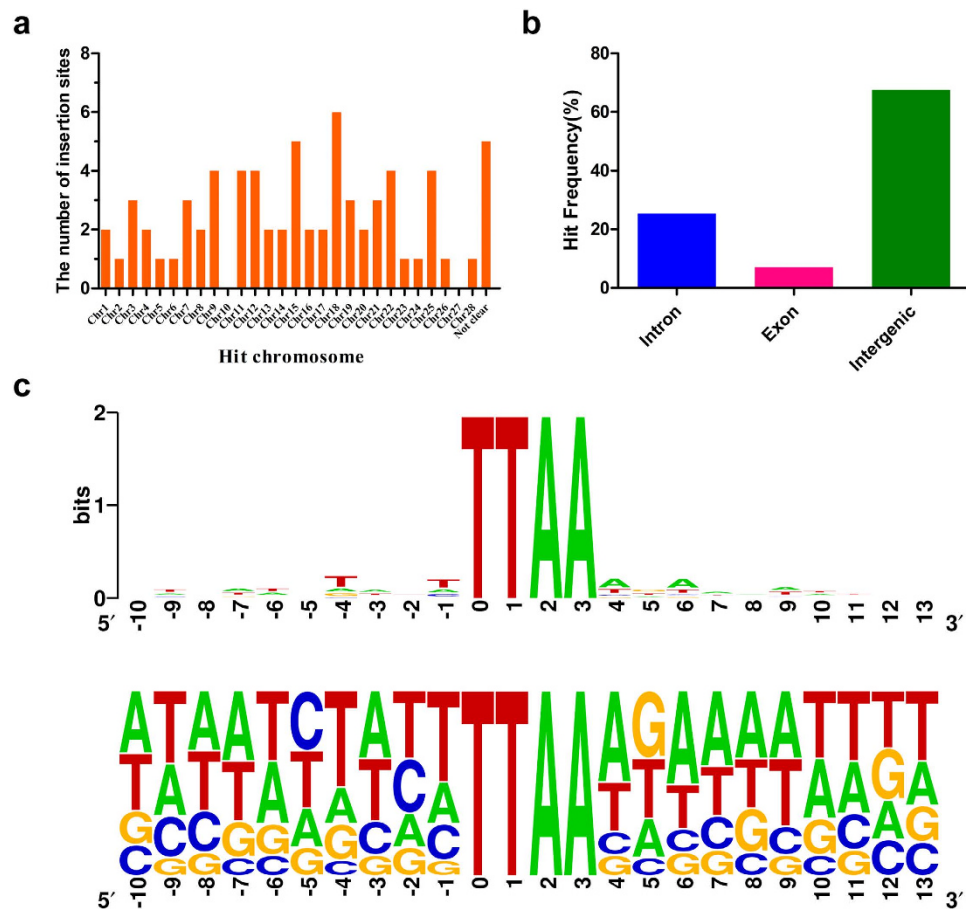 a
The number of insertion sites
8
6
4
2
0
Chr1 Chr2 Chr3 Chr4 Chr5 Chr6 Chr7 Chr8 Chr9 Chr10 Chr11 Chr12 Chr13 Chr14 Chr15 Chr16 Chr17 Chr18 Chr19 Chr20 Chr21 Chr22 Chr23 Chr24 Chr25 Chr26 Chr27 Chr28 Not clear
Hit chromosome
b
Hit Frequency(%)
80
60
40
20
0
Intron Exon Intergenic
c
bits
2
1
0
T T A A
5′ -10 -9 -8 -7 -6 -5 -4 -3 -2 -1 0 1 2 3 4 5 6 7 8 9 10 11 12 13 3′
A T A A T C T A T T T T A A A G A A A A T T T T
T A T T A T A T C A T T T T T T A A G A
G C C G G A G C A C C A C C G C G C A G
C G G C C G C G G G G C G G C G C G C C
5′ -10 -9 -8 -7 -6 -5 -4 -3 -2 -1 0 1 2 3 4 5 6 7 8 9 10 11 12 13 3′